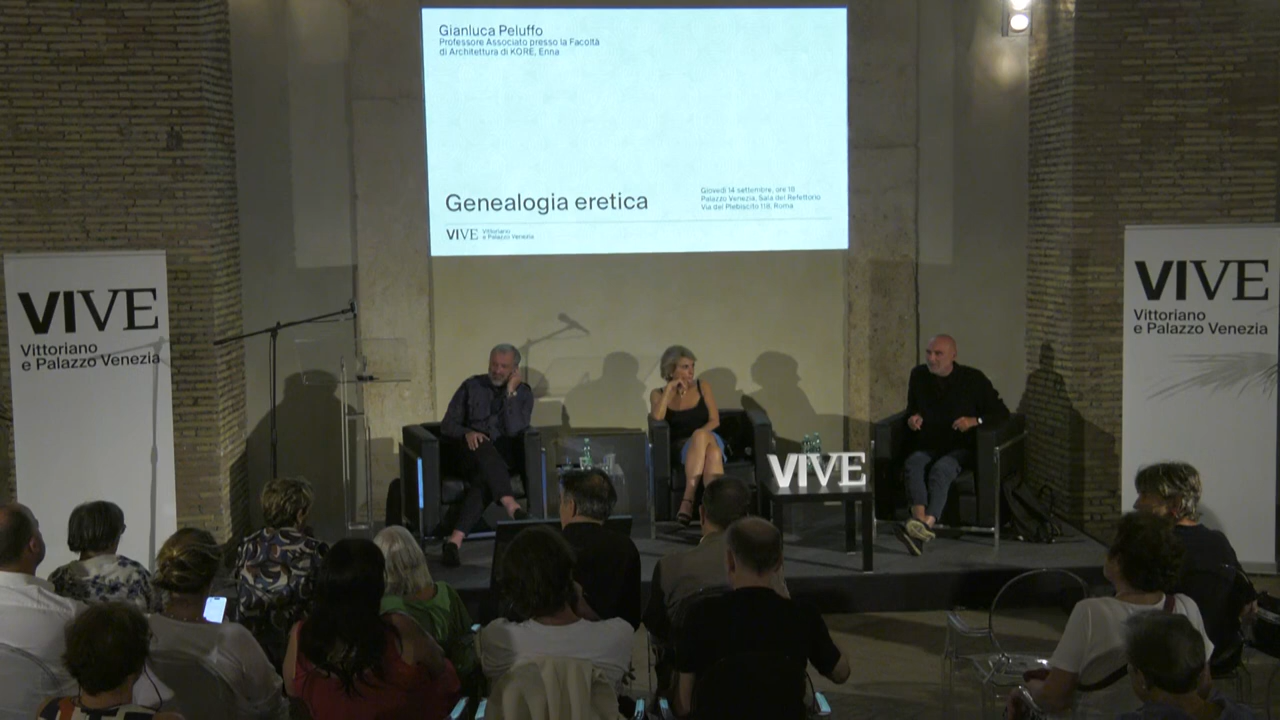 Gianluca Peluffo
Professore Associato presso la Facoltà
di Architettura di KORE, Enna
Genealogia eretica
Giovedì 14 settembre, ore 18
Palazzo Venezia, Sala del Refettorio
Via del Plebiscito 118, Roma
VIVE
Vittoriano
e Palazzo Venezia
VIVE
Vittoriano
e Palazzo Venezia
VIVE
Vittoriano
e Palazzo Venezia
VIVE